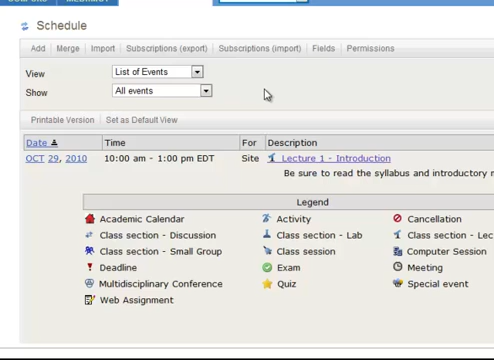 Schedule
Add Merge Import Subscriptions (export) Subscriptions (import) Fields Permissions
View List of Events
Show All events
Printable Version Set as Default View
Date Time For Description
OCT 29, 2010 10:00 am - 1:00 pm EDT Site Lecture 1 - Introduction
Be sure to read the syllabus and introductory
Legend
Academic Calendar Activity Cancellation
Class section - Discussion Class section - Lab Class section - Lec
Class section - Small Group Class session Computer Session
Deadline Exam Meeting
Multidisciplinary Conference Quiz Special event
Web Assignment